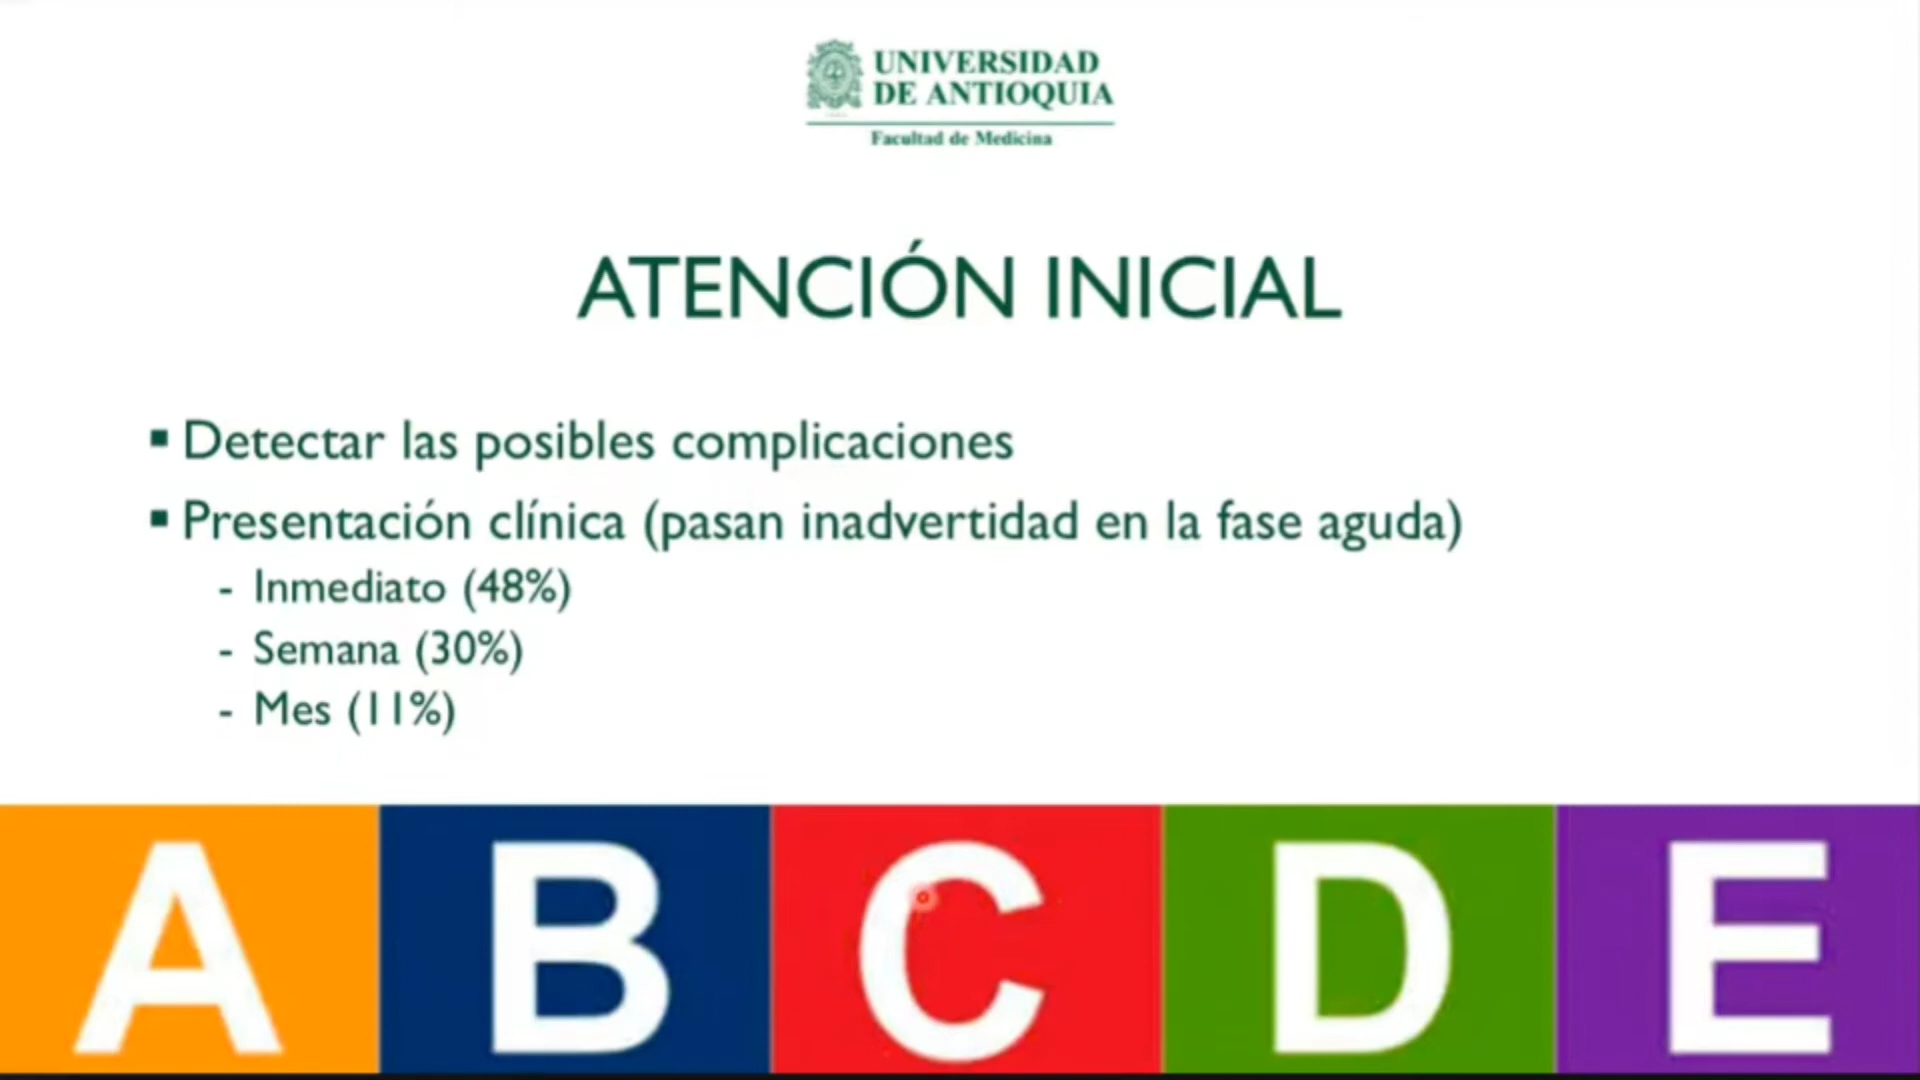 UNIVERSIDAD
DE ANTIOQUIA
Facultad de Medicina
ATENCIÓN INICIAL
▪ Detectar las posibles complicaciones
▪ Presentación clínica (pasan inadvertidad en la fase aguda)
- Inmediato (48%)
- Semana (30%)
- Mes (11%)
A B C D E